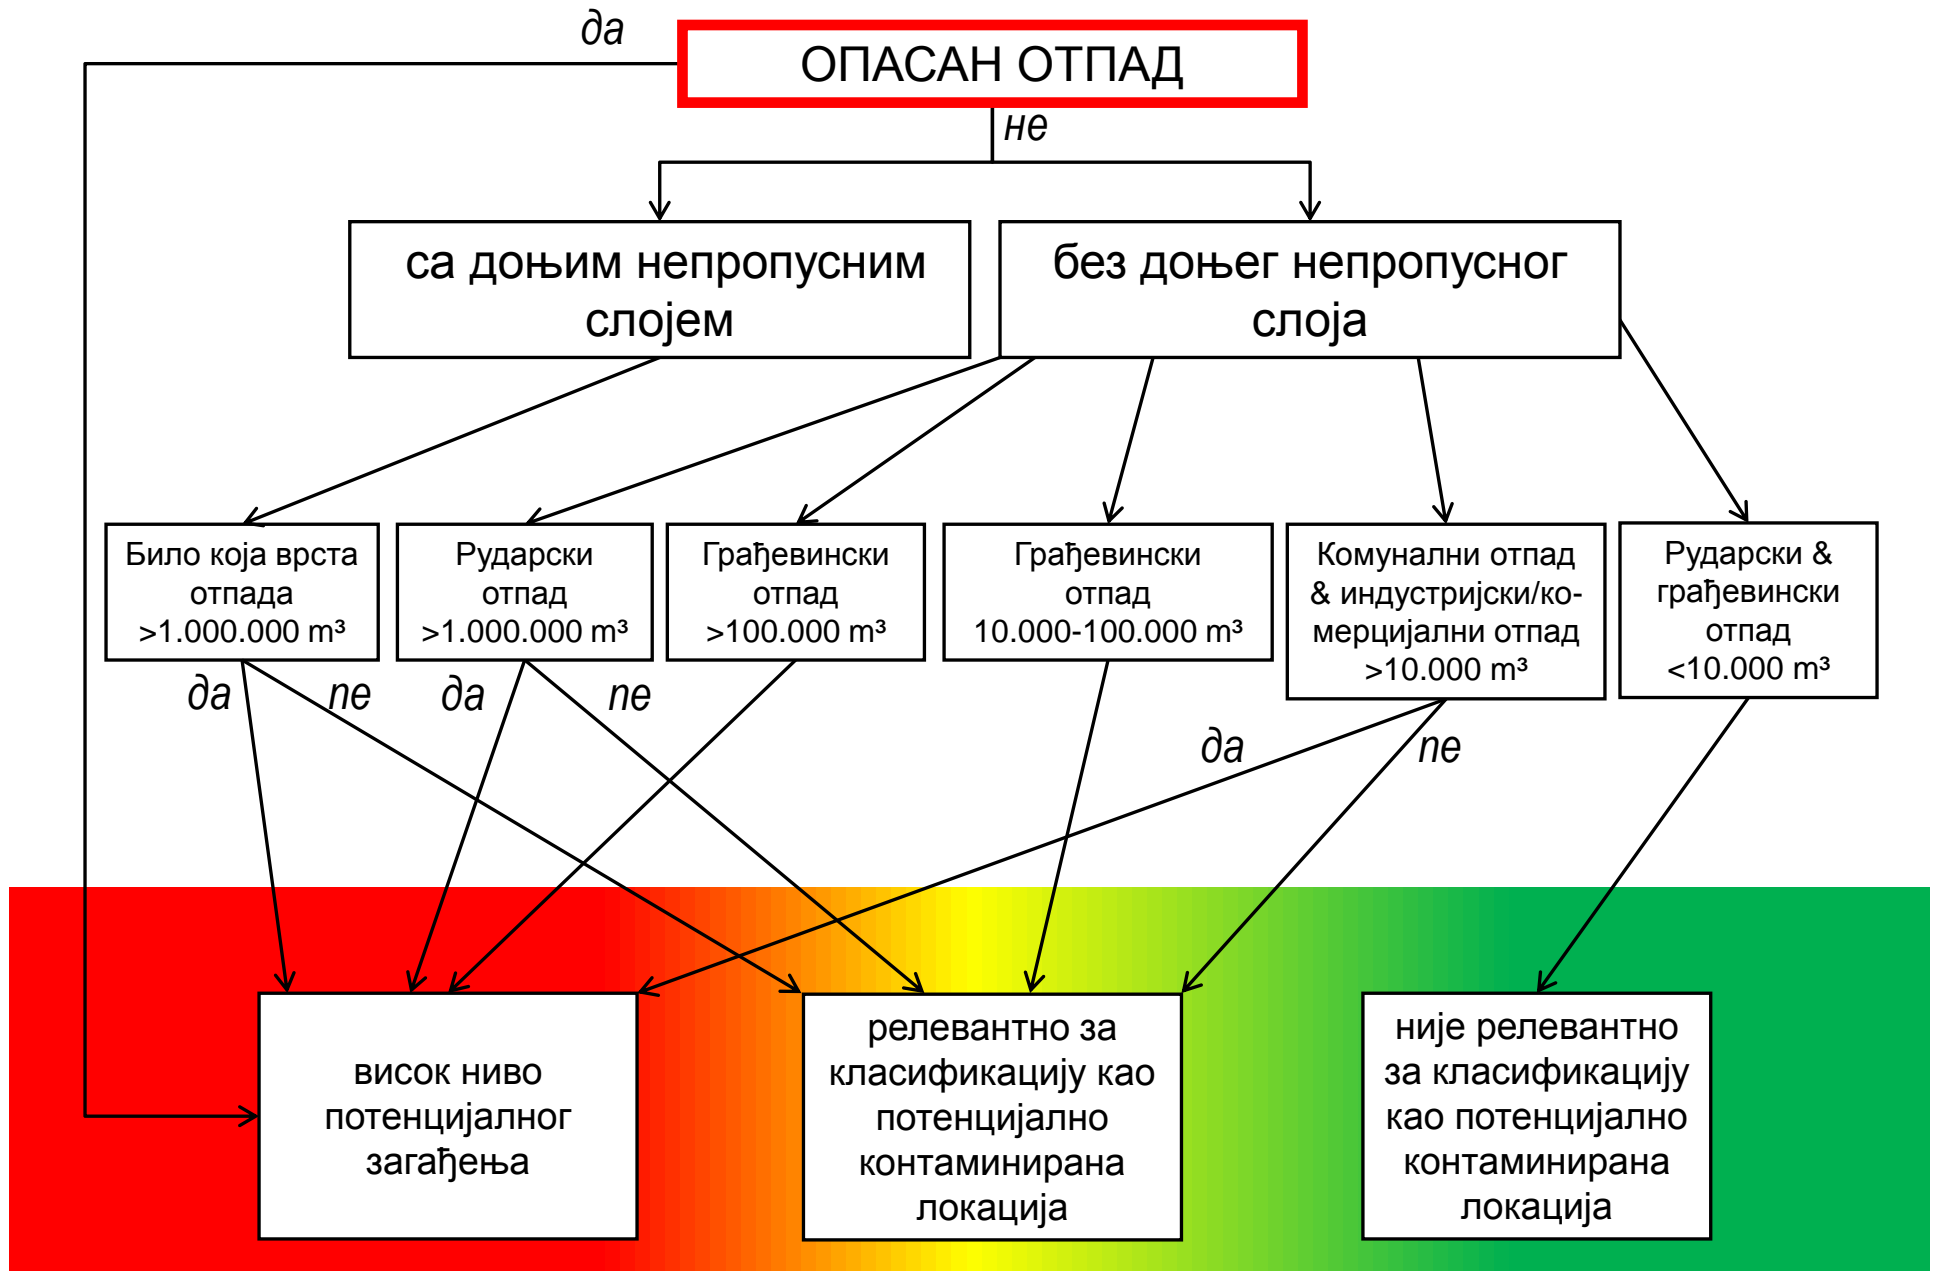 да
ОПАСАН ОТПАД
не
са доњим непропусним
слојем
без доњег непропусног
слоја
Било која врста
отпада
>1.000.000 m³
Рударски
отпад
>1.000.000 m³
Грађевински
отпад
>100.000 m³
Грађевински
отпад
10.000-100.000 m³
Комунални отпад
& индустријски/ко-
мерцијални отпад
>10.000 m³
Рударски &
грађевински
отпад
<10.000 m³
да
пе
да
пе
да
пе
висок ниво
потенцијалног
загађења
релевантно за
класификацију као
потенцијално
контаминирана
локација
није релевантно
за класификацију
као потенцијално
контаминирана
локација